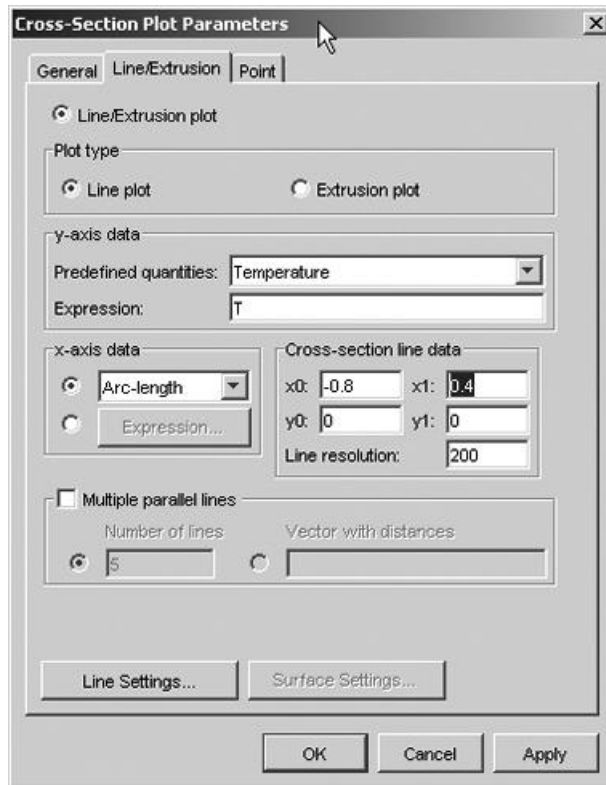 Cross-Section Plot Parameters
General Line/Extrusion Point
Line/Extrusion plot
Plot type
Line plot Extrusion plot
y-axis data
Predefined quantities: Temperature
Expression: T
x-axis data
Arc-length
Expression...
Cross-section line data
x0: -0.8 x1: 0.4
y0: 0 y1: 0
Line resolution: 200
Multiple parallel lines
Number of lines Vector with distances
5
Line Settings... Surface Settings...
OK Cancel Apply